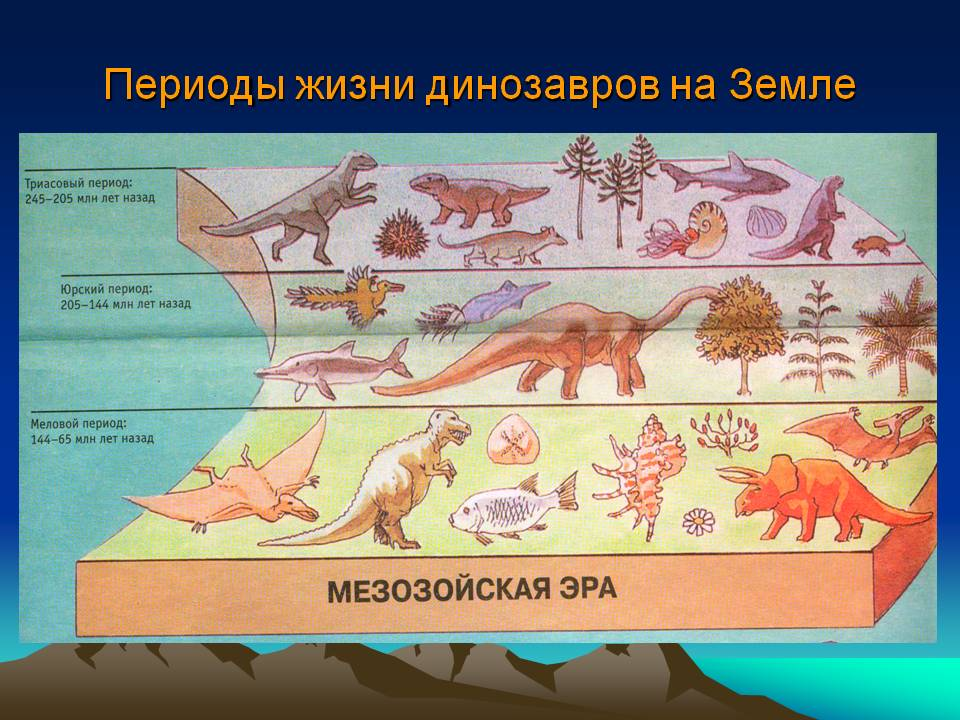 Периоды жизни динозавров на Земле
Триасовый период:
245–205 млн лет назад
Юрский период:
205–144 млн лет назад
Меловой период:
144–65 млн лет назад
МЕЗОЗОЙСКАЯ ЭРА